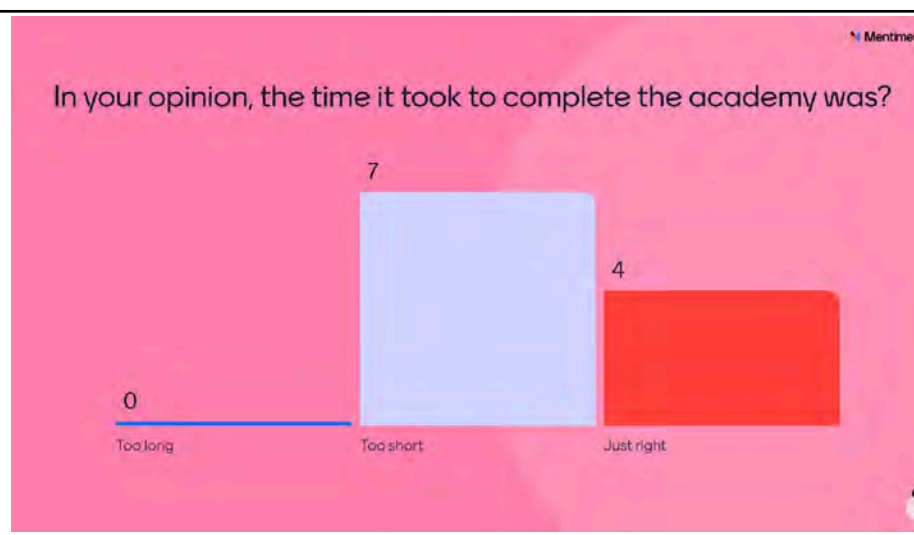 Mentime
In your opinion, the time it took to complete the academy was?
7
4
0
Too long
Too short
Just right